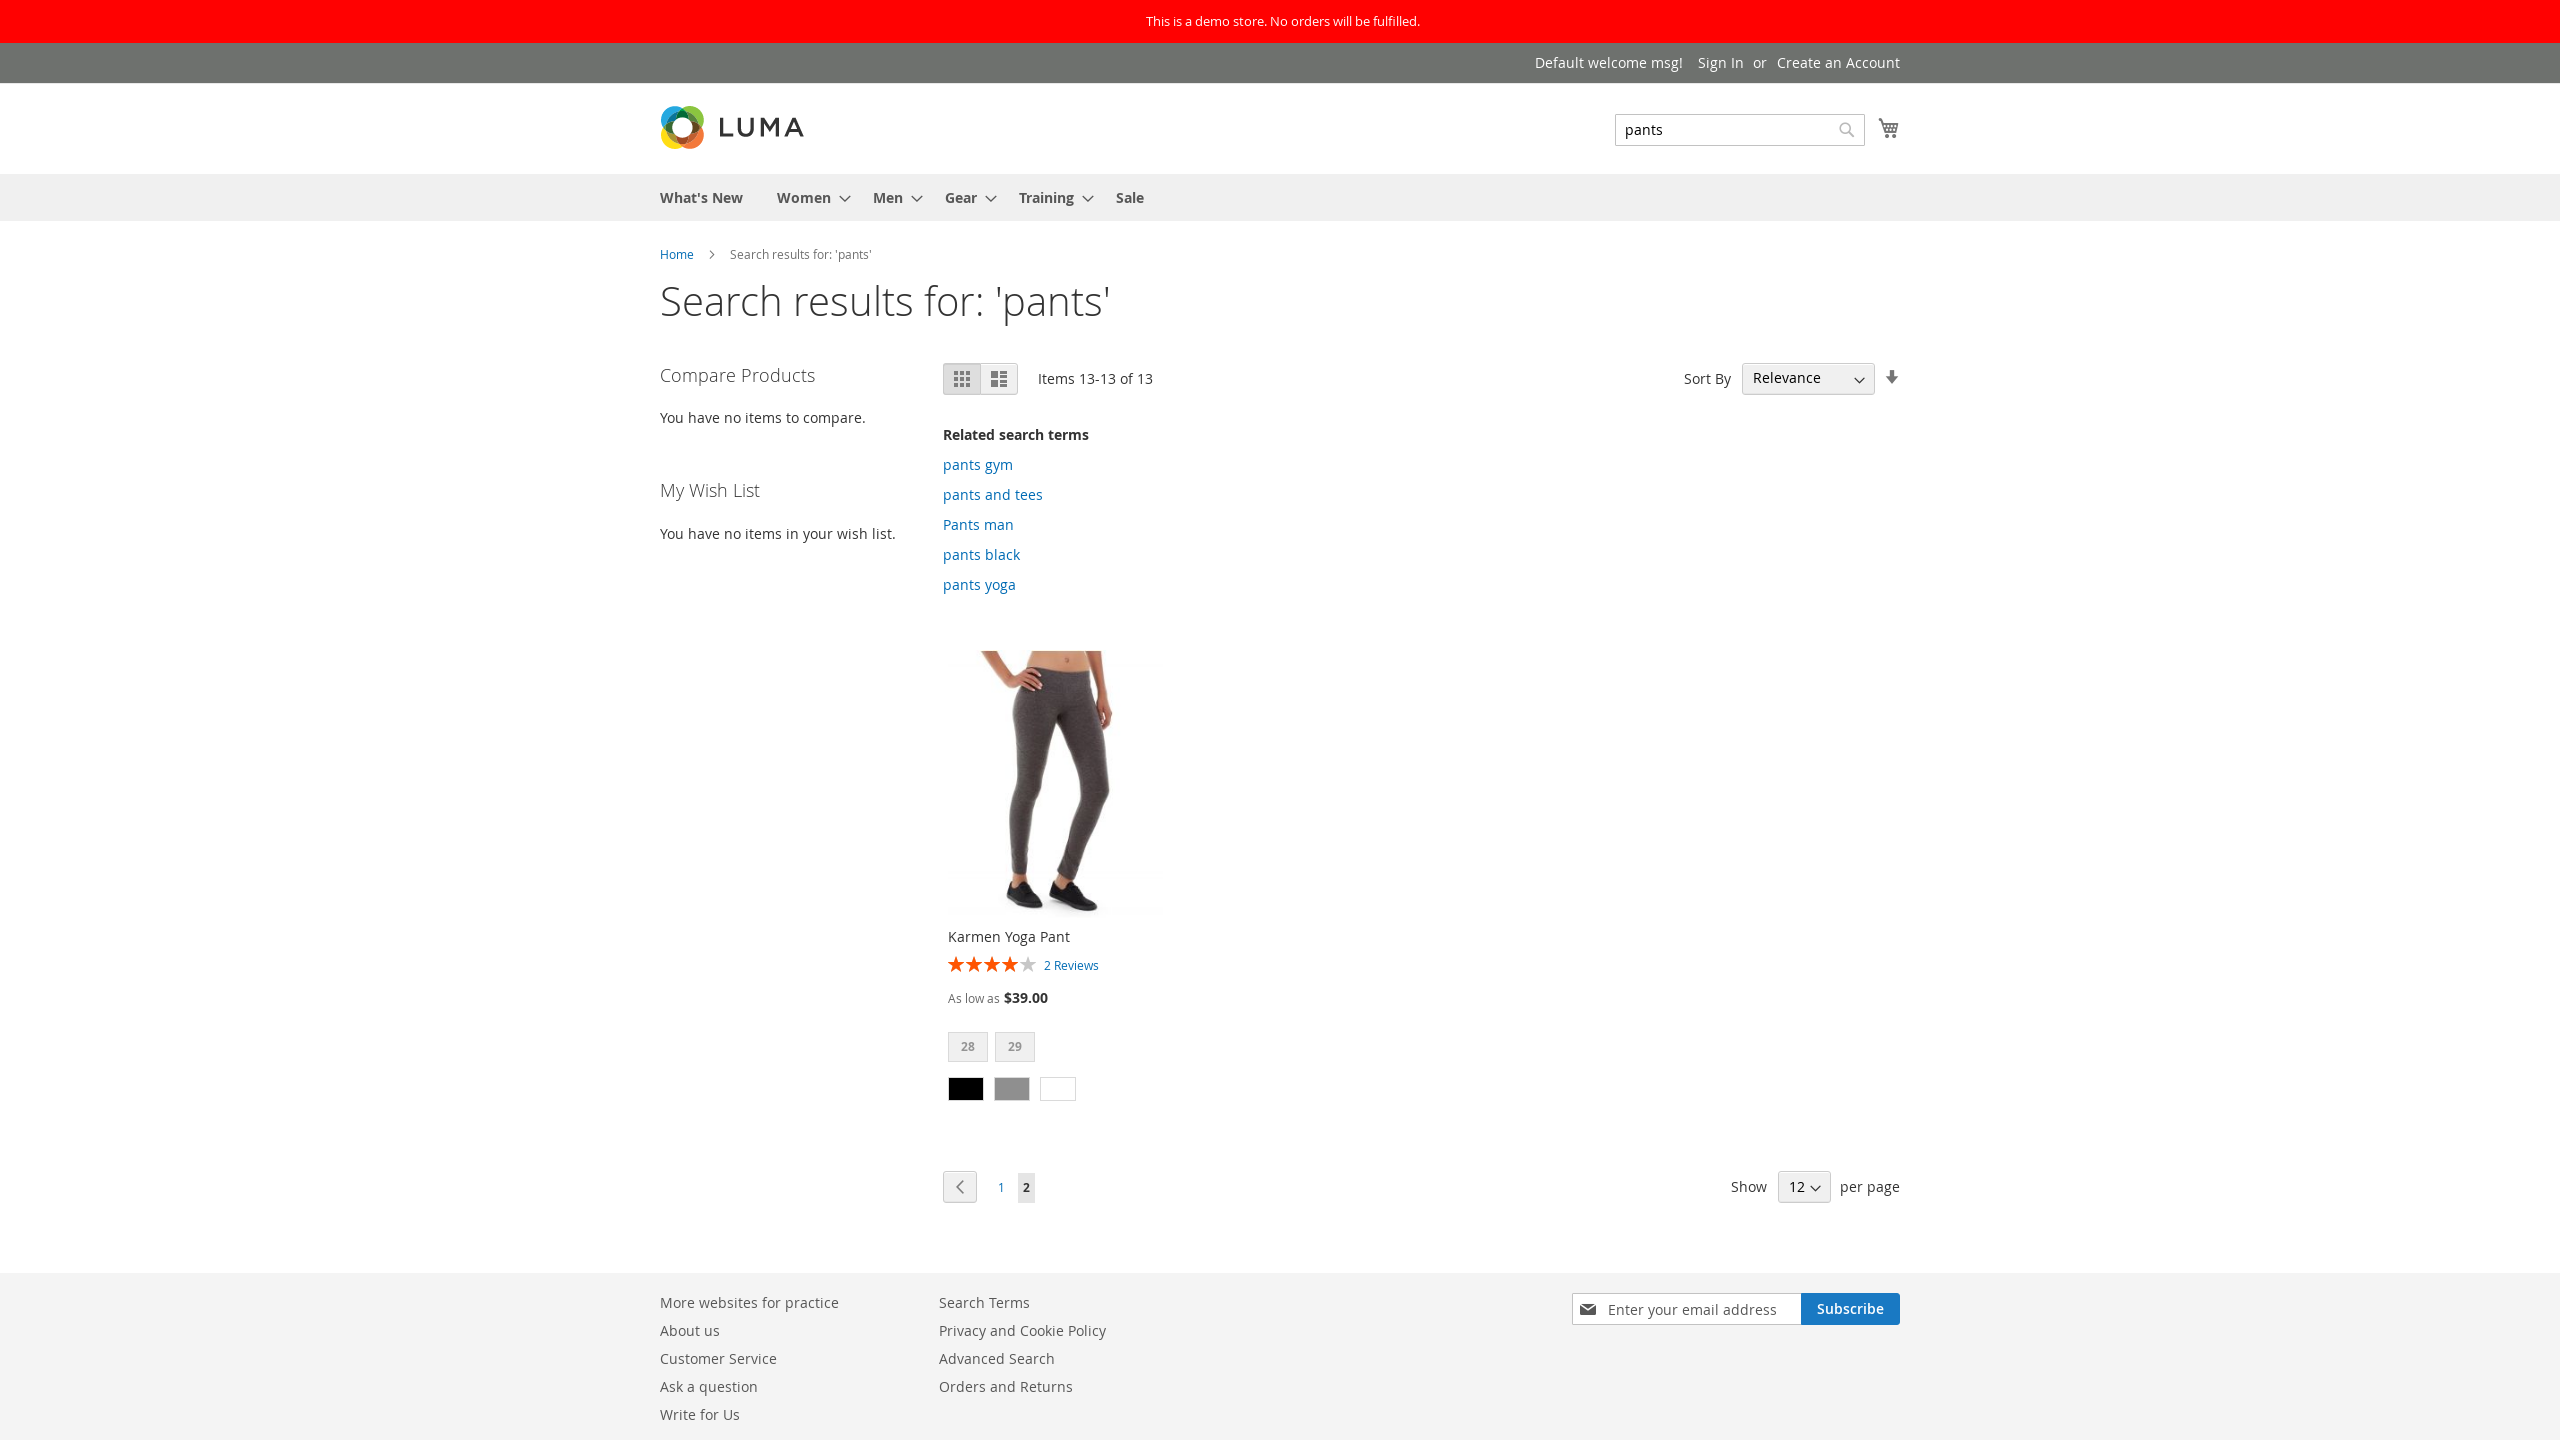 This is a demo store. No orders will be fulfilled.
Default welcome msg! Sign In or Create an Account
LUMA
pants
What's New Women Men Gear Training Sale
Home Search results for: 'pants'
Search results for: 'pants'
Compare Products
You have no items to compare.
My Wish List
You have no items in your wish list.
Items 13-13 of 13
Sort By Relevance
Related search terms
pants gym
pants and tees
Pants man
pants black
pants yoga
Karmen Yoga Pant
2 Reviews
As low as $39.00
28 29
1 2
Show 12 per page
More websites for practice
About us
Customer Service
Ask a question
Write for Us
Search Terms
Privacy and Cookie Policy
Advanced Search
Orders and Returns
Enter your email address Subscribe